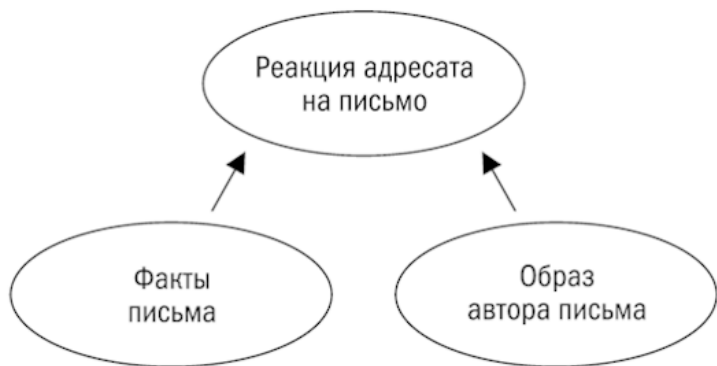 Реакция адресата
на письмо
Факты
письма
Образ
автора письма